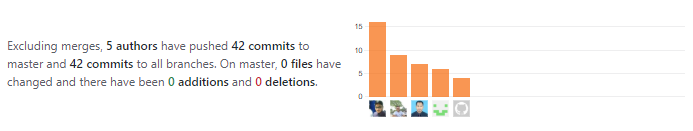 Excluding merges, 5 authors have pushed 42 commits to
master and 42 commits to all branches. On master, 0 files have
changed and there have been 0 additions and 0 deletions.
15
10
5
0